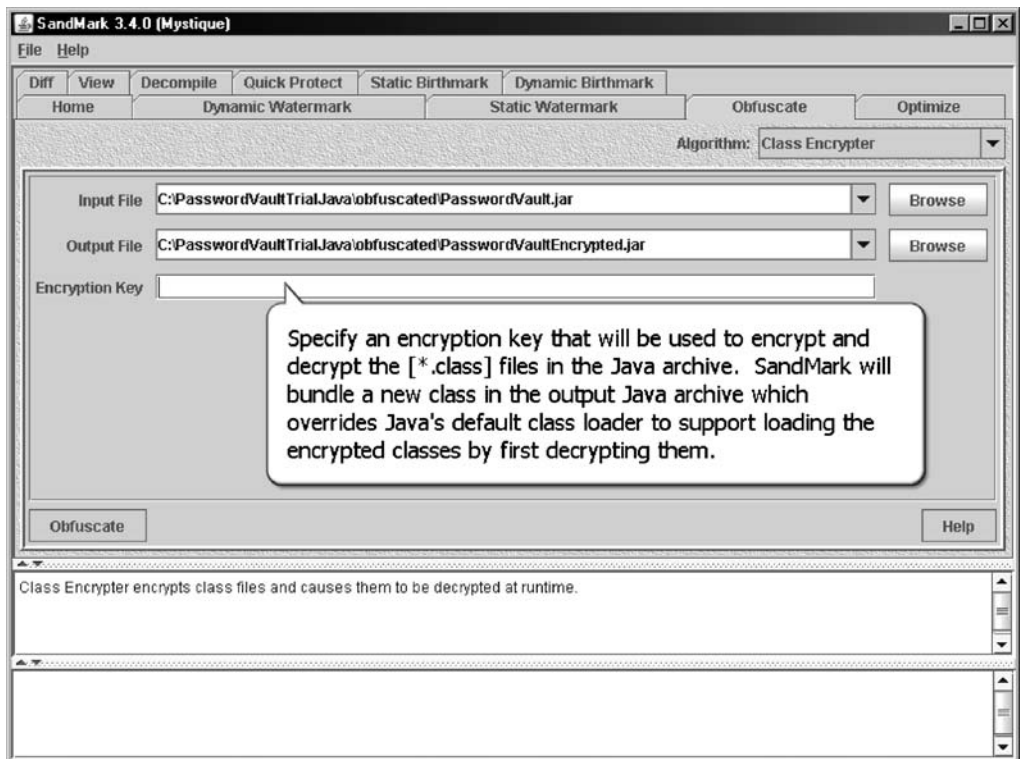 SandMark 3.4.0 (Mystique)
File Help
Diff View Decompile Quick Protect Static Birthmark Dynamic Birthmark
Home Dynamic Watermark Static Watermark Obfuscate Optimize
Algorithm: Class Encrypter
Input File C:\PasswordVaultTrialJava\obfuscated\PasswordVault.jar Browse
Output File C:\PasswordVaultTrialJava\obfuscated\PasswordVaultEncrypted.jar Browse
Encryption Key
Specify an encryption key that will be used to encrypt and
decrypt the [*.class] files in the Java archive. SandMark will
bundle a new class in the output Java archive which
overrides Java's default class loader to support loading the
encrypted classes by first decrypting them.
Obfuscate Help
Class Encrypter encrypts class files and causes them to be decrypted at runtime.